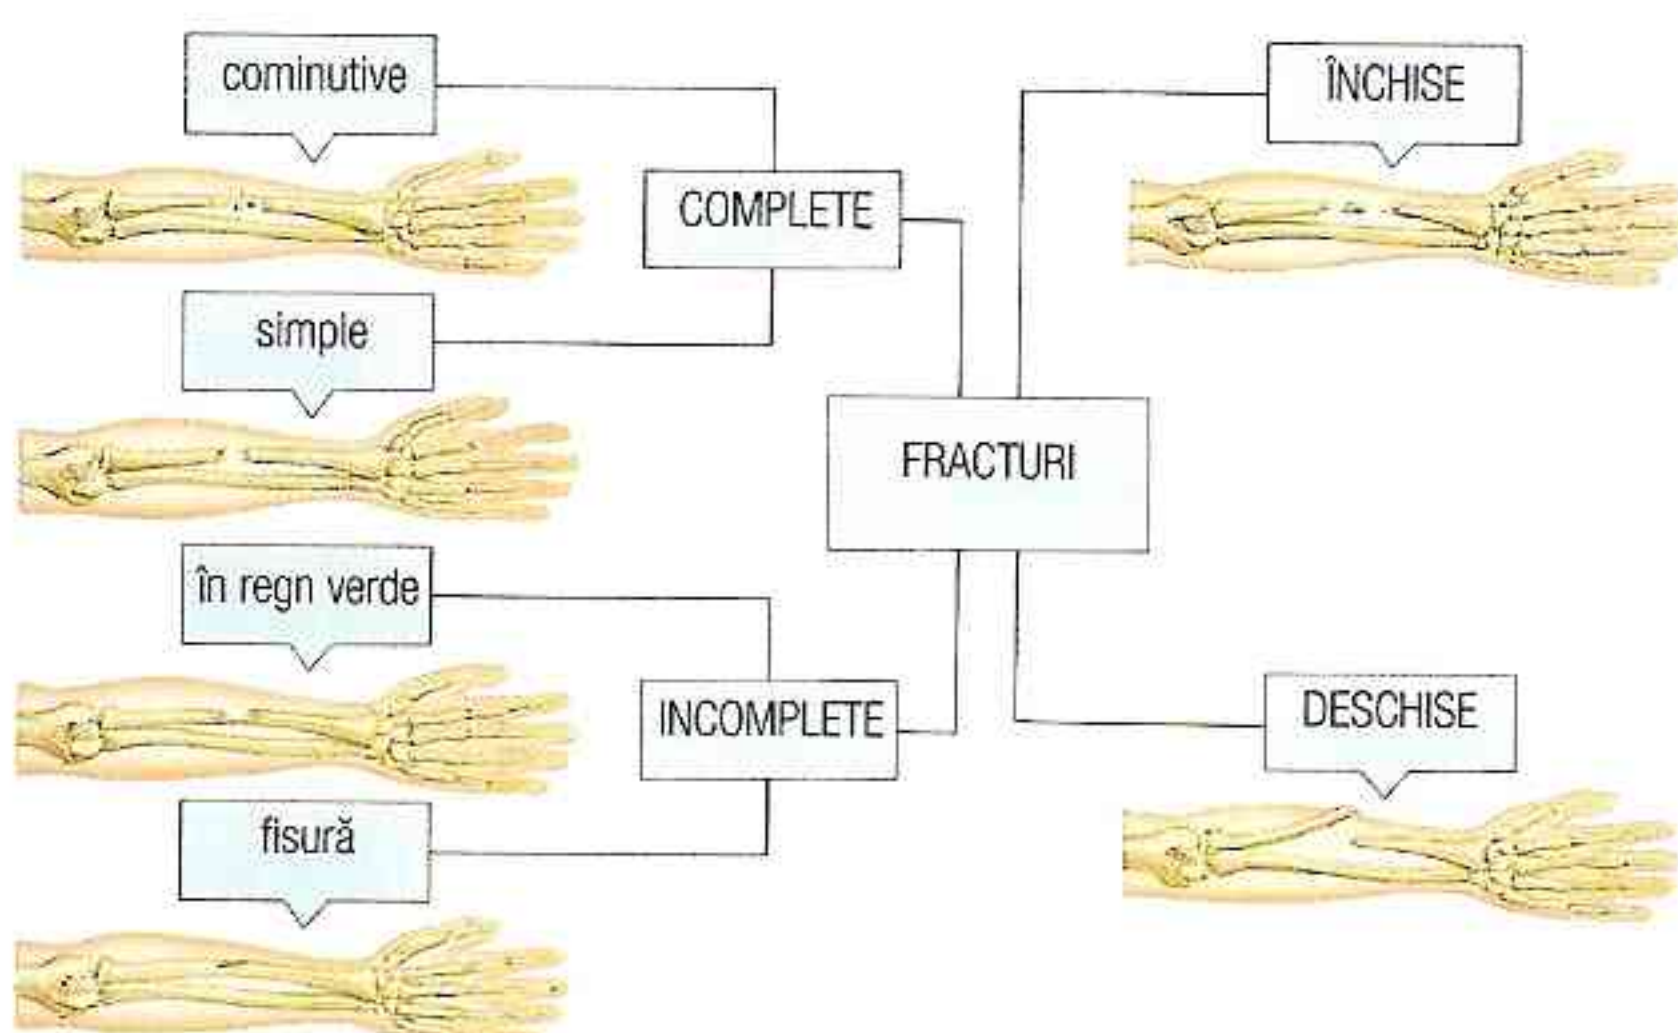 cominutive
COMPLETE
simple
în regn verde
INCOMPLETE
fisură
FRACTURI
ÎNCHISE
DESCHISE